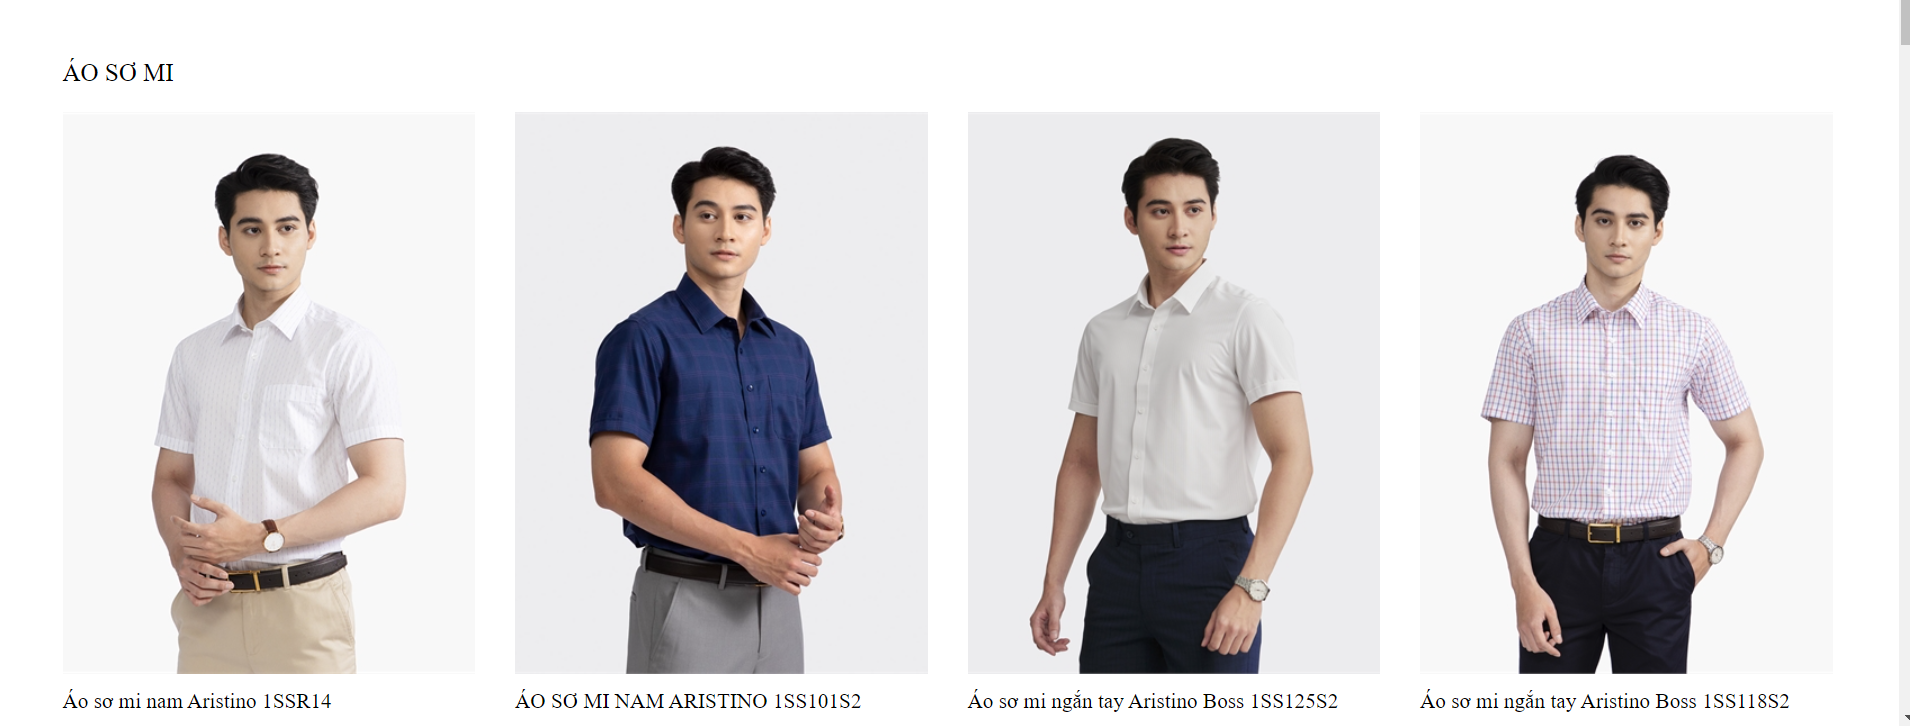 ÁO SƠ MI
Áo sơ mi nam Aristino 1SSR14
ÁO SƠ MI NAM ARISTINO 1SS101S2
Áo sơ mi ngắn tay Aristino Boss 1SS125S2
Áo sơ mi ngắn tay Aristino Boss 1SS118S2